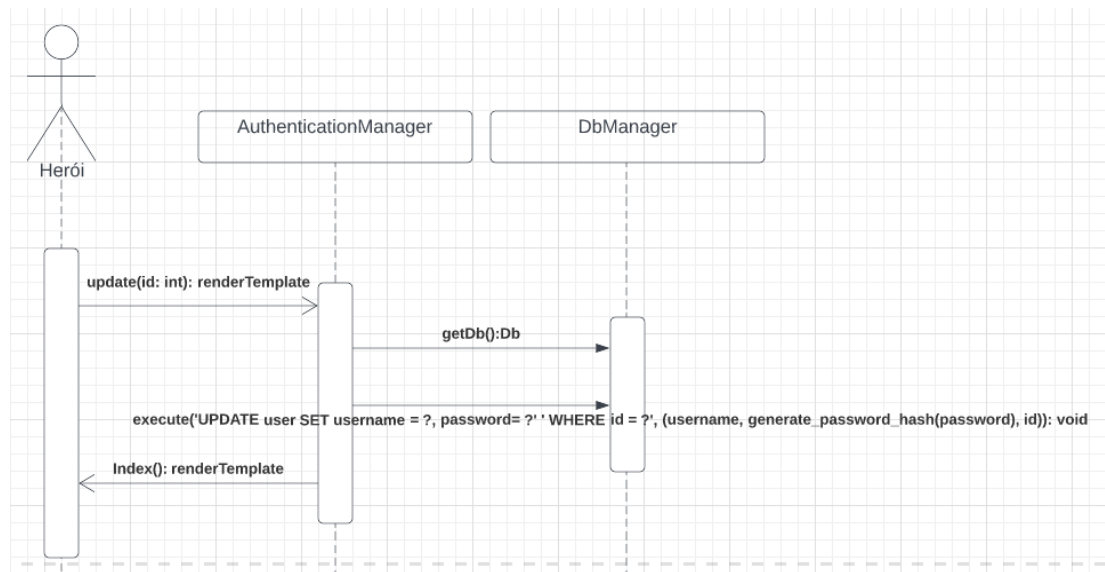 AuthenticationManager
DbManager
Herói
update(id: int): renderTemplate
getDb():Db
execute('UPDATE user SET username = ?, password= ?' ' WHERE id = ?', (username, generate_password_hash(password), id)): void
Index(): renderTemplate